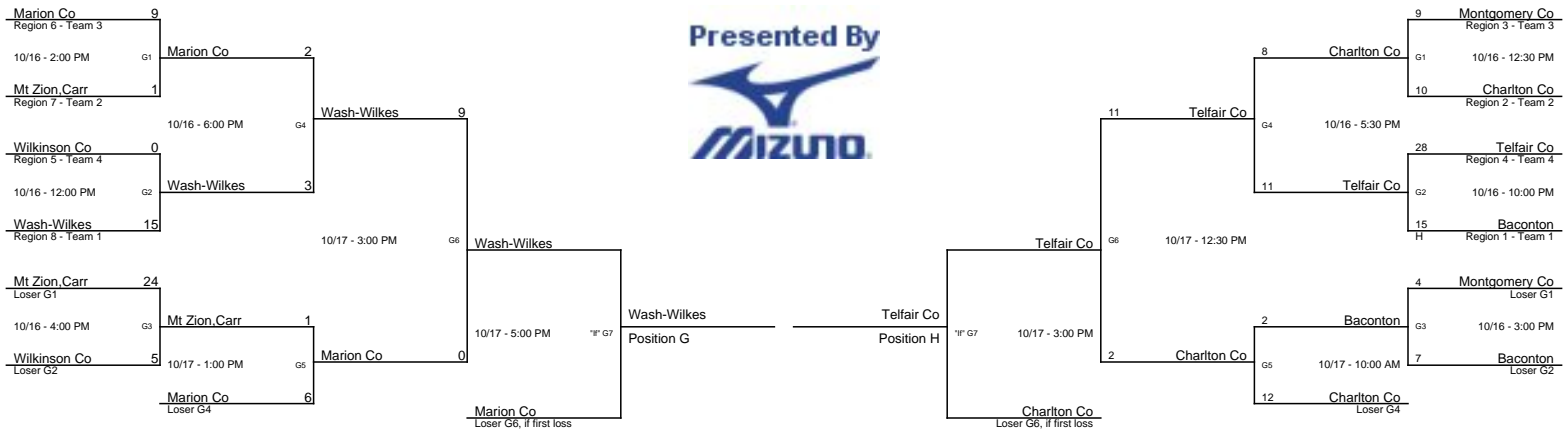 Marion Co 9
Region 6 - Team 3
10/16 - 2:00 PM G1
Mt Zion,Carr 1
Region 7 - Team 2
Marion Co 2
10/16 - 6:00 PM G4
Wilkinson Co 0
Region 5 - Team 4
10/16 - 12:00 PM G2
Wash-Wilkes 15
Region 8 - Team 1
Wash-Wilkes 3
Wash-Wilkes 9
10/17 - 3:00 PM G6
Mt Zion,Carr 24
Loser G1
10/16 - 4:00 PM G3
Wilkinson Co 5
Loser G2
Mt Zion,Carr 1
10/17 - 1:00 PM G5
Marion Co 6
Loser G4
Marion Co 0
Wash-Wilkes
10/17 - 5:00 PM "If" G7
Marion Co
Loser G6, if first loss
Wash-Wilkes
Position G
Presented By
MIZUNO
Telfair Co
Position H
Telfair Co
"If" G7 10/17 - 3:00 PM
Charlton Co
Loser G6, if first loss
11 Telfair Co
G6 10/17 - 12:30 PM
2 Charlton Co
8 Charlton Co
G4 10/16 - 5:30 PM
11 Telfair Co
2 Baconton
G5 10/17 - 10:00 AM
12 Charlton Co
Loser G4
9 Montgomery Co
Region 3 - Team 3
G1 10/16 - 12:30 PM
10 Charlton Co
Region 2 - Team 2
28 Telfair Co
Region 4 - Team 4
G2 10/16 - 10:00 PM
15 Baconton
H Region 1 - Team 1
4 Montgomery Co
Loser G1
G3 10/16 - 3:00 PM
7 Baconton
Loser G2